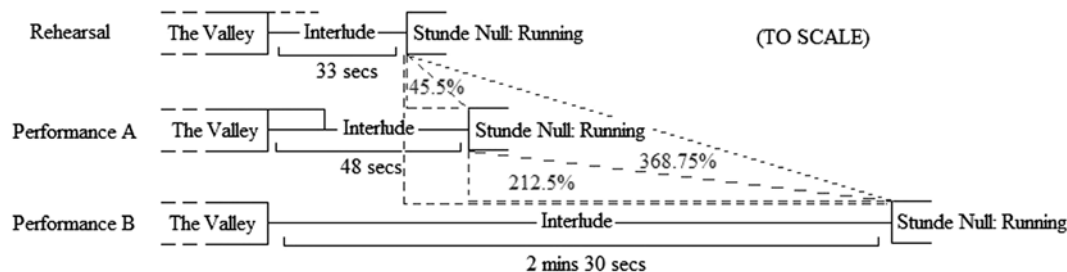 Rehearsal The Valley Interlude Stunde Null: Running (TO SCALE)
33 secs 45.5%
Performance A The Valley Interlude Stunde Null: Running
48 secs 368.75%
212.5%
Performance B The Valley Interlude Stunde Null: Running
2 mins 30 secs